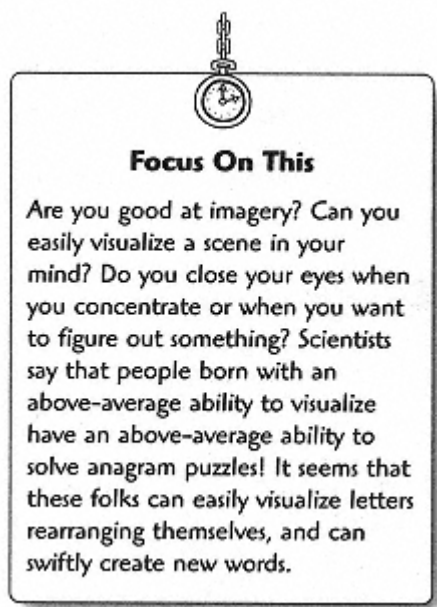 Focus On This
Are you good at imagery? Can you
easily visualize a scene in your
mind? Do you close your eyes when
you concentrate or when you want
to figure out something? Scientists
say that people born with an
above-average ability to visualize
have an above-average ability to
solve anagram puzzles! It seems that
these folks can easily visualize letters
rearranging themselves, and can
swiftly create new words.